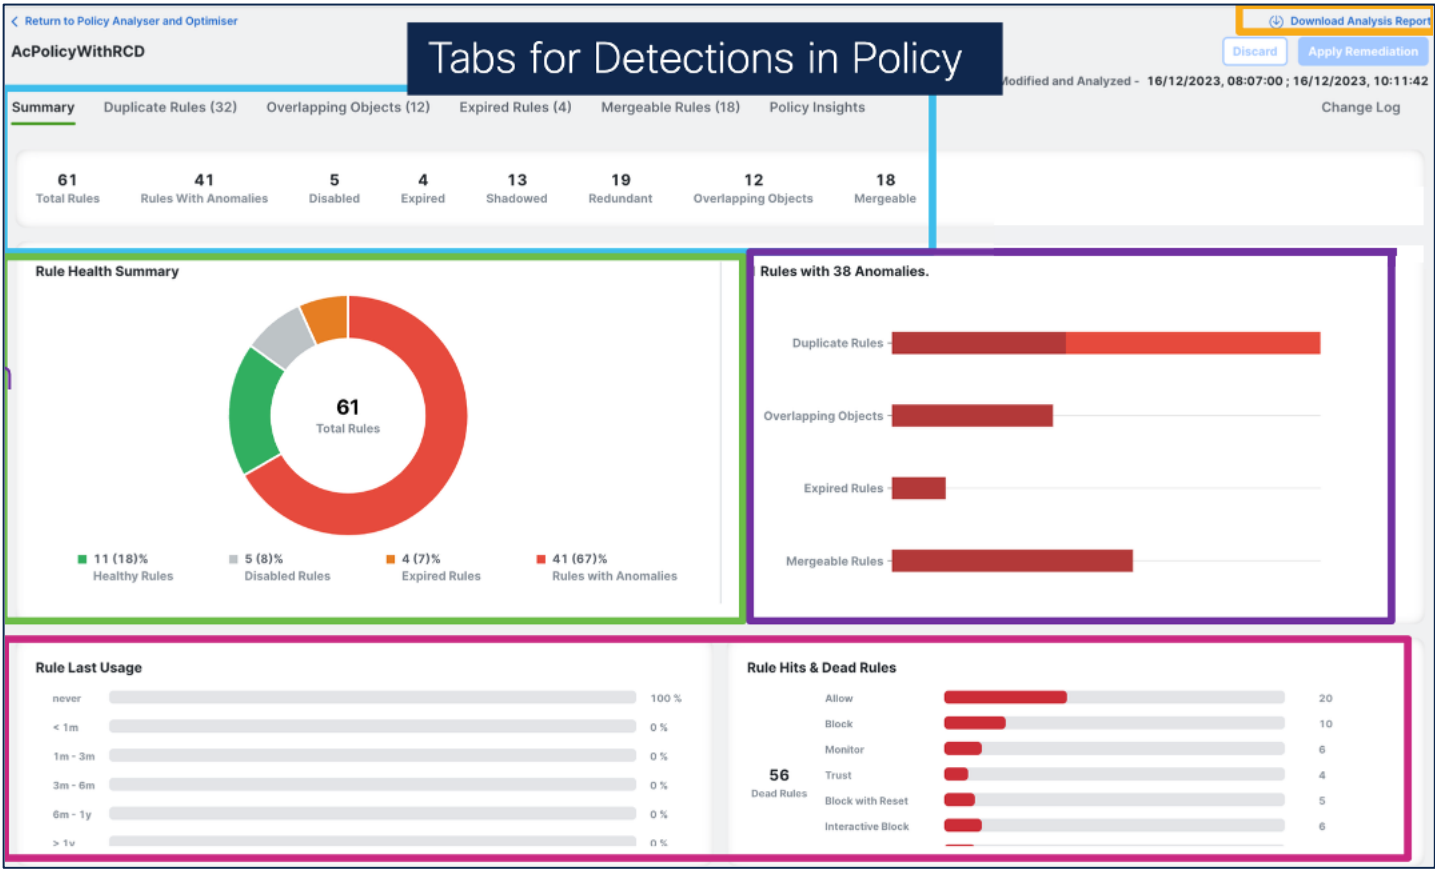 Return to Policy Analyser and Optimiser
Download Analysis Report
AcPolicyWithRCD
Tabs for Detections in Policy
Discard
Apply Remediation
Modified and Analyzed - 16/12/2023, 08:07:00 ; 16/12/2023, 10:11:42
Summary Duplicate Rules (32) Overlapping Objects (12) Expired Rules (4) Mergeable Rules (18) Policy Insights Change Log
61 41 5 4 13 19 12 18
Total Rules Rules With Anomalies Disabled Expired Shadowed Redundant Overlapping Objects Mergeable
Rule Health Summary
61
Total Rules
11 (18)% 5 (8)% 4 (7)% 41 (67)%
Healthy Rules Disabled Rules Expired Rules Rules with Anomalies
Rules with 38 Anomalies.
Duplicate Rules
Overlapping Objects
Expired Rules
Mergeable Rules
Rule Last Usage
never 100 %
< 1m 0 %
1m - 3m 0 %
3m - 6m 0 %
6m - 1y 0 %
> 1y 0 %
Rule Hits & Dead Rules
56
Dead Rules
Allow 20
Block 10
Monitor 6
Trust 4
Block with Reset 5
Interactive Block 6